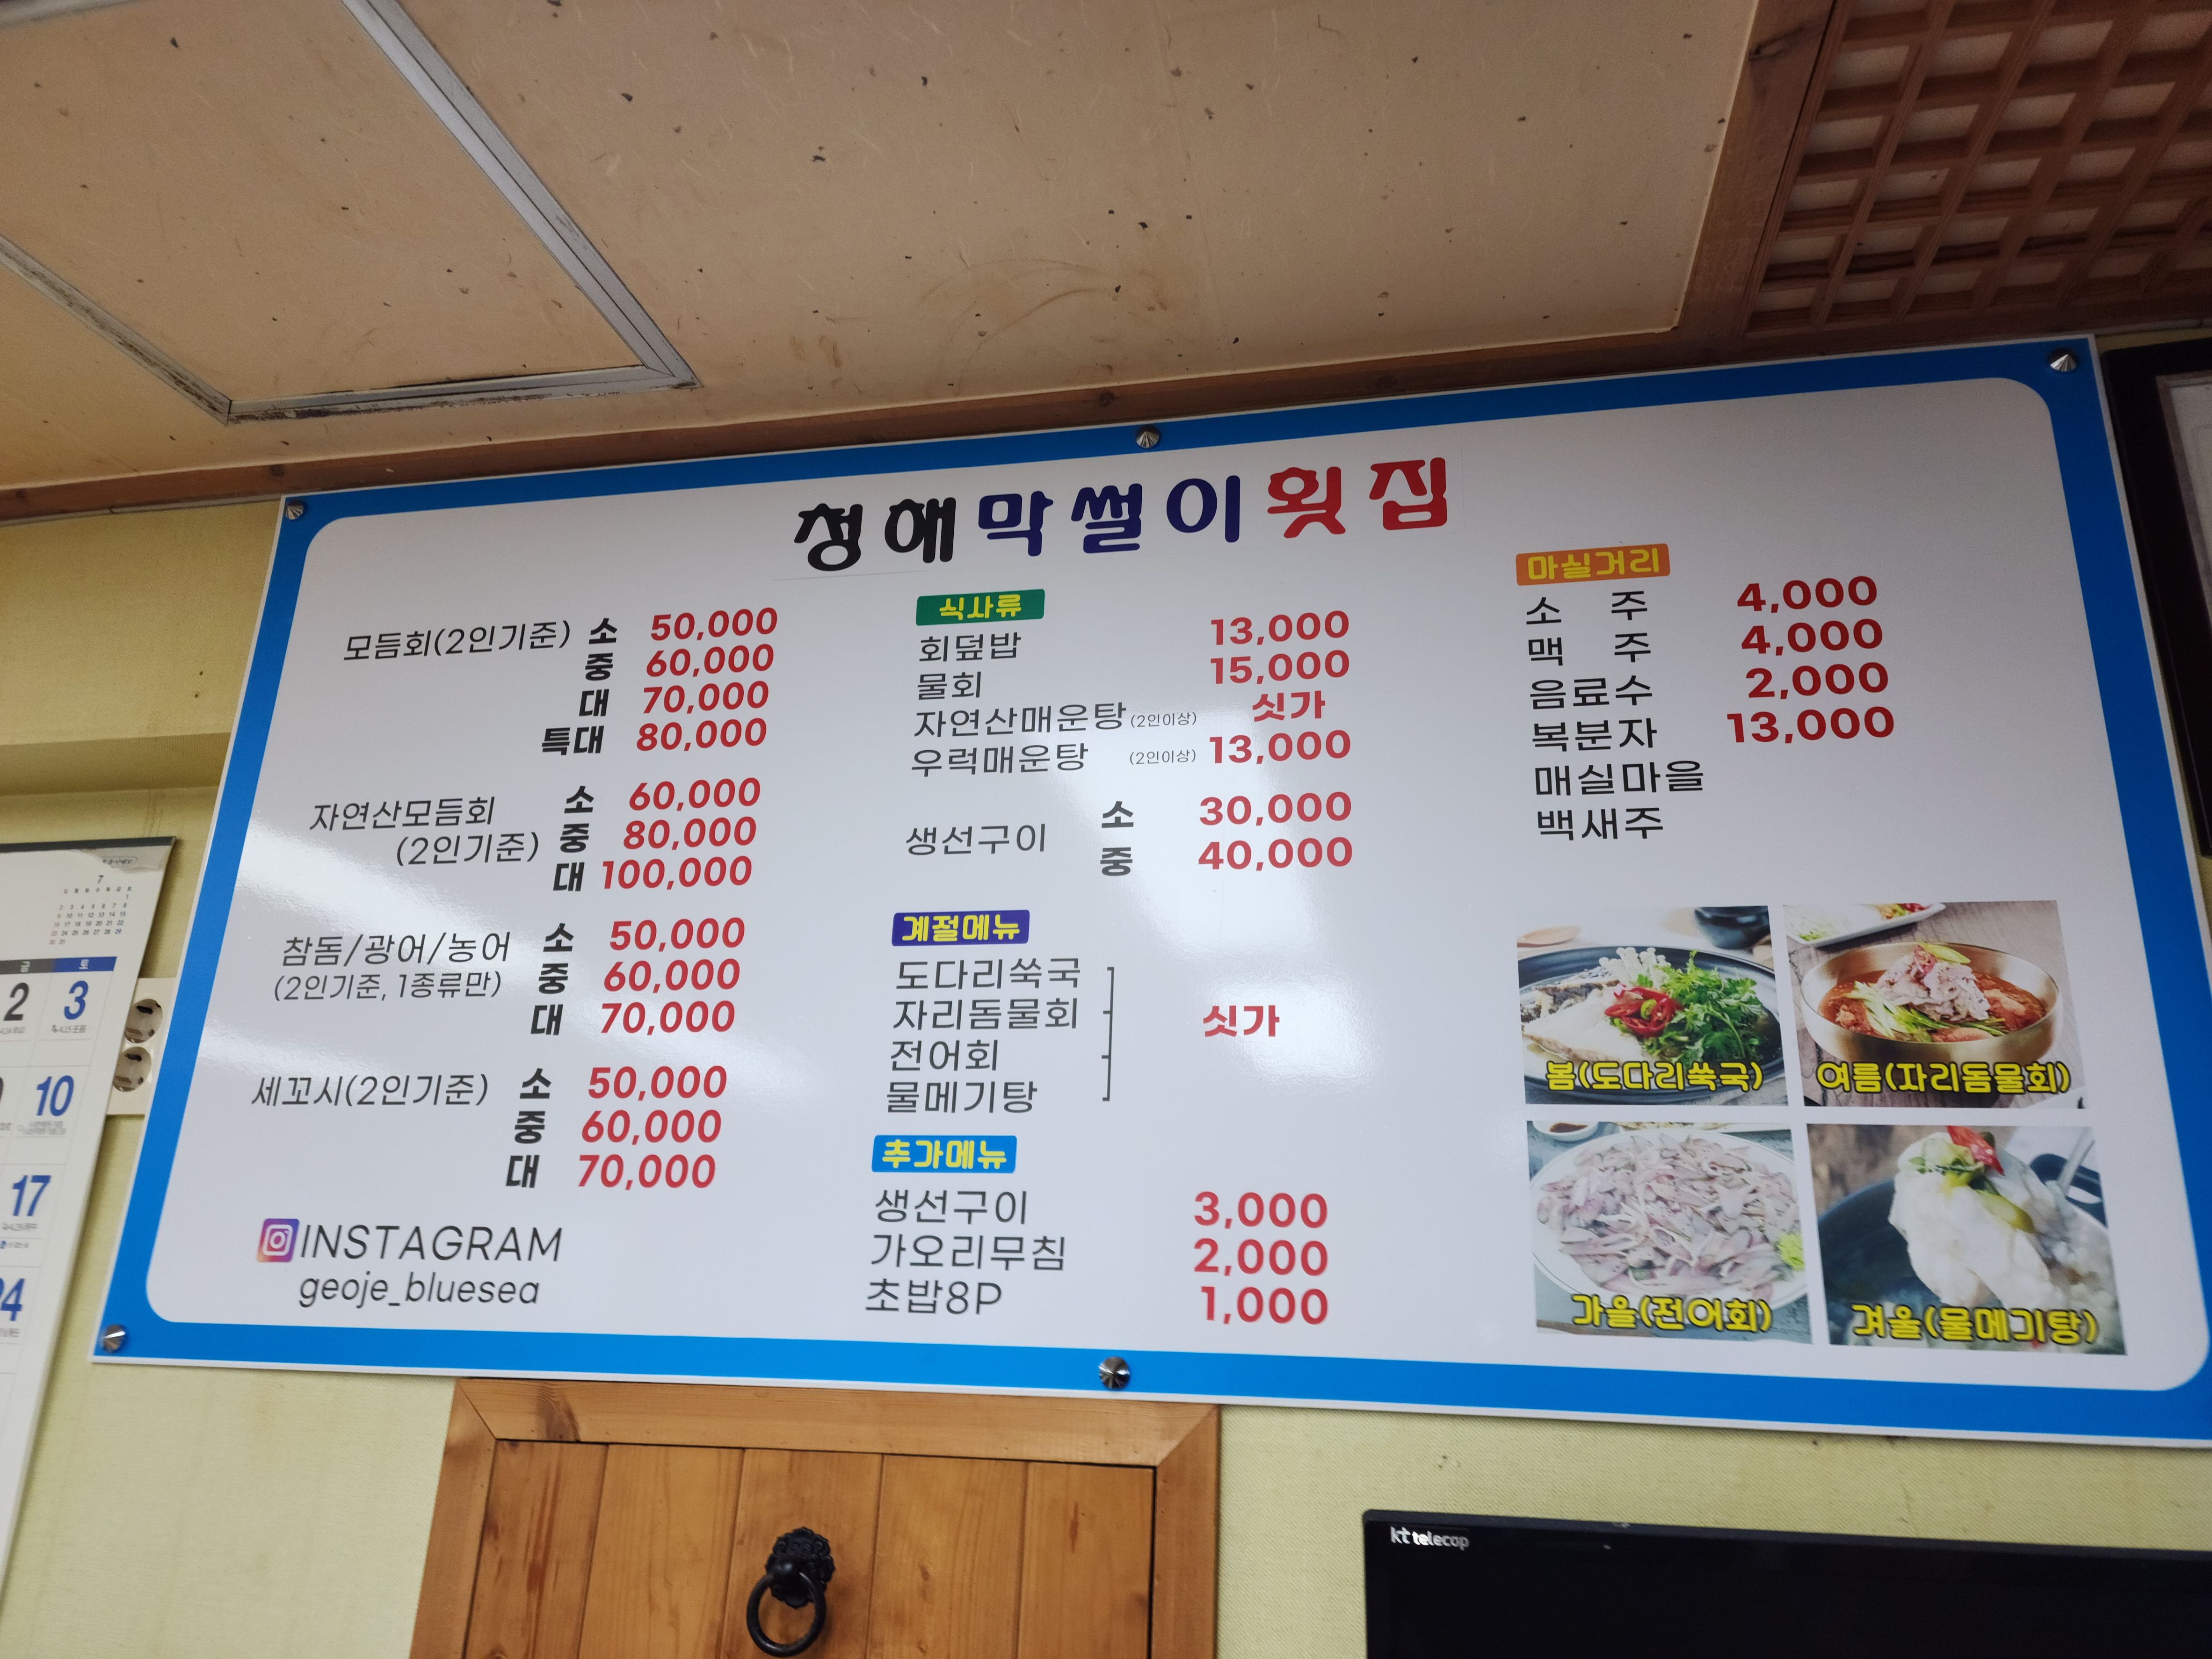 청해막썰이횟집
모듬회(2인기준) 소 50,000
중 60,000
대 70,000
특대 80,000
자연산모듬회 소 60,000
(2인기준) 중 80,000
대 100,000
참돔/광어/농어 소 50,000
(2인기준, 1종류만) 중 60,000
대 70,000
세꼬시(2인기준) 소 50,000
중 60,000
대 70,000
INSTAGRAM
geoje_bluesea
식사류
회덮밥 13,000
물회 15,000
자연산매운탕(2인이상) 싯가
우럭매운탕 (2인이상) 13,000
생선구이 소 30,000
중 40,000
계절메뉴
도다리쑥국
자리돔물회
전어회
물메기탕
싯가
추가메뉴
생선구이 3,000
가오리무침 2,000
초밥8P 1,000
마실거리
소 주 4,000
맥 주 4,000
음료수 2,000
복분자 13,000
매실마을
백새주
봄(도다리쑥국)
여름(자리돔물회)
가을(전어회)
겨울(물메기탕)
7
금 토
2 3
10
17
24
kt telecop